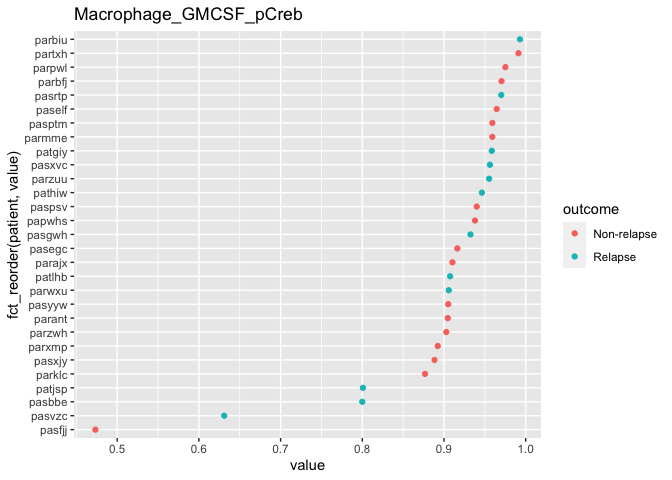 Macrophage_GMCSF_pCreb
fct_reorder(patient, value)
parbiu
partxh
parpwl
parbfj
pasrtp
paself
pasptm
parmme
patgiy
pasxvc
parzuu
pathiw
paspsv
papwhs
pasgwh
pasegc
parajx
patlhb
parwxu
pasyyw
parant
parzwh
parxmp
pasxjy
parklc
patjsp
pasbbe
pasvzc
pasfjj
0.5 0.6 0.7 0.8 0.9 1.0
value
outcome
Non-relapse
Relapse